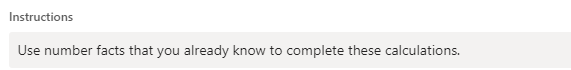 Instructions
Use number facts that you already know to complete these calculations.